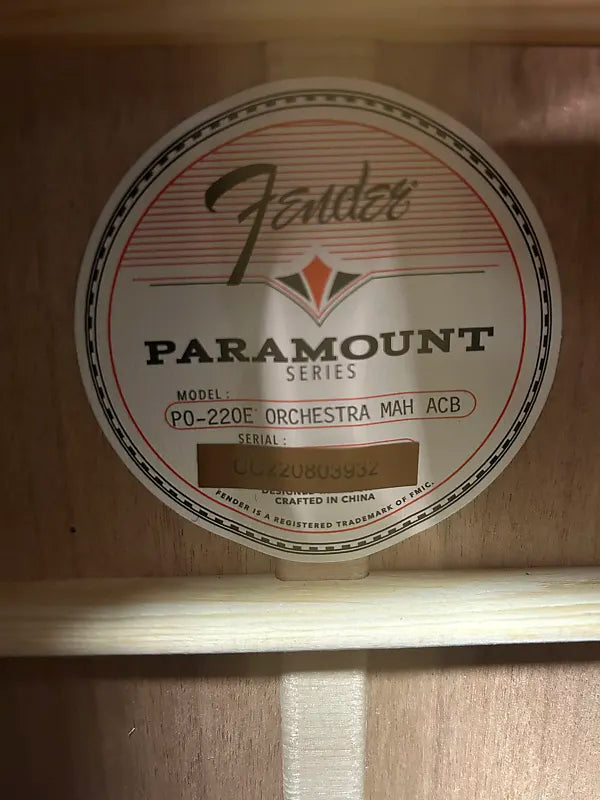 Fender
PARAMOUNT
SERIES
MODEL:
PO-220E ORCHESTRA MAH ACB
SERIAL:
CC220803932
DESIGNED
CRAFTED IN CHINA
FENDER IS A REGISTERED TRADEMARK OF FMIC.